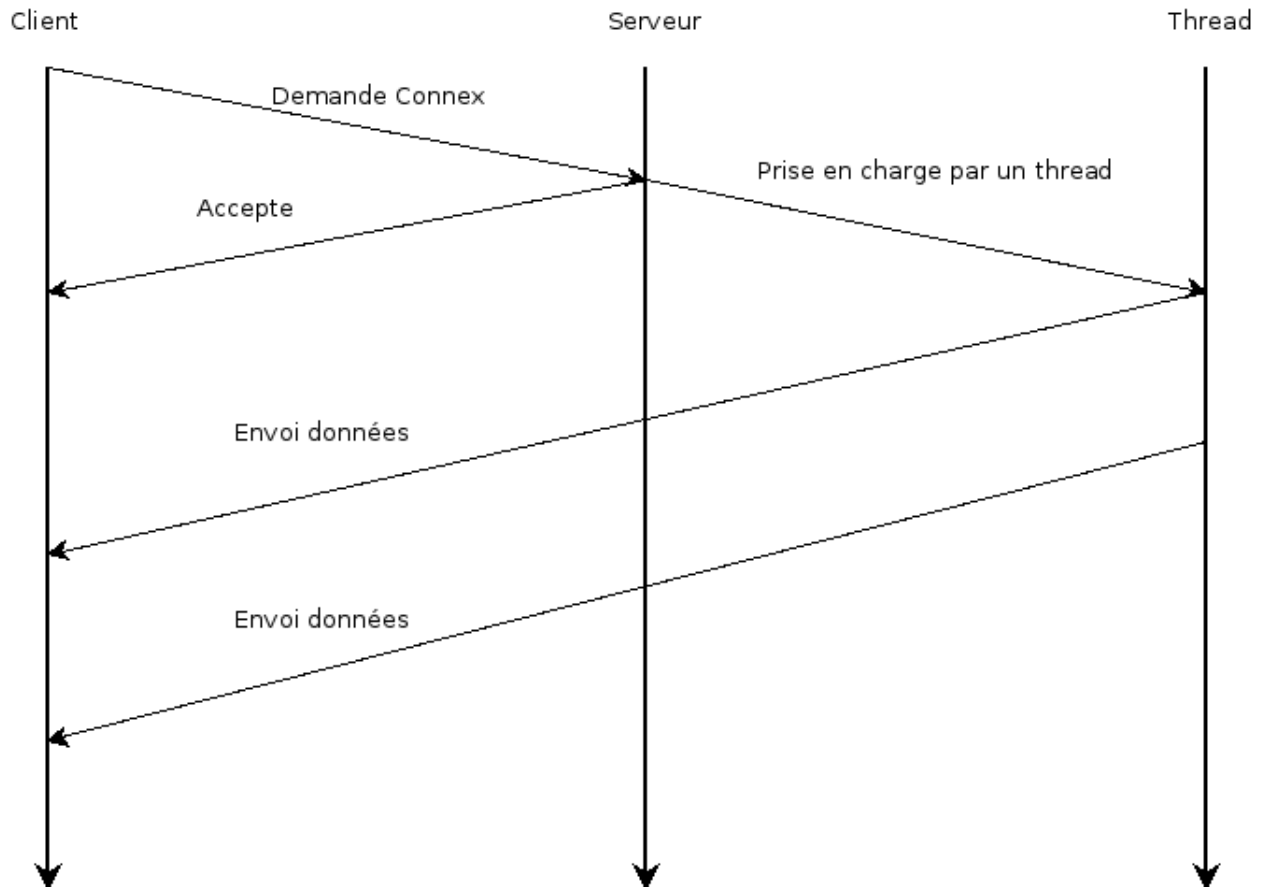 Client
Serveur
Thread
Demande Connex
Prise en charge par un thread
Accepte
Envoi données
Envoi données